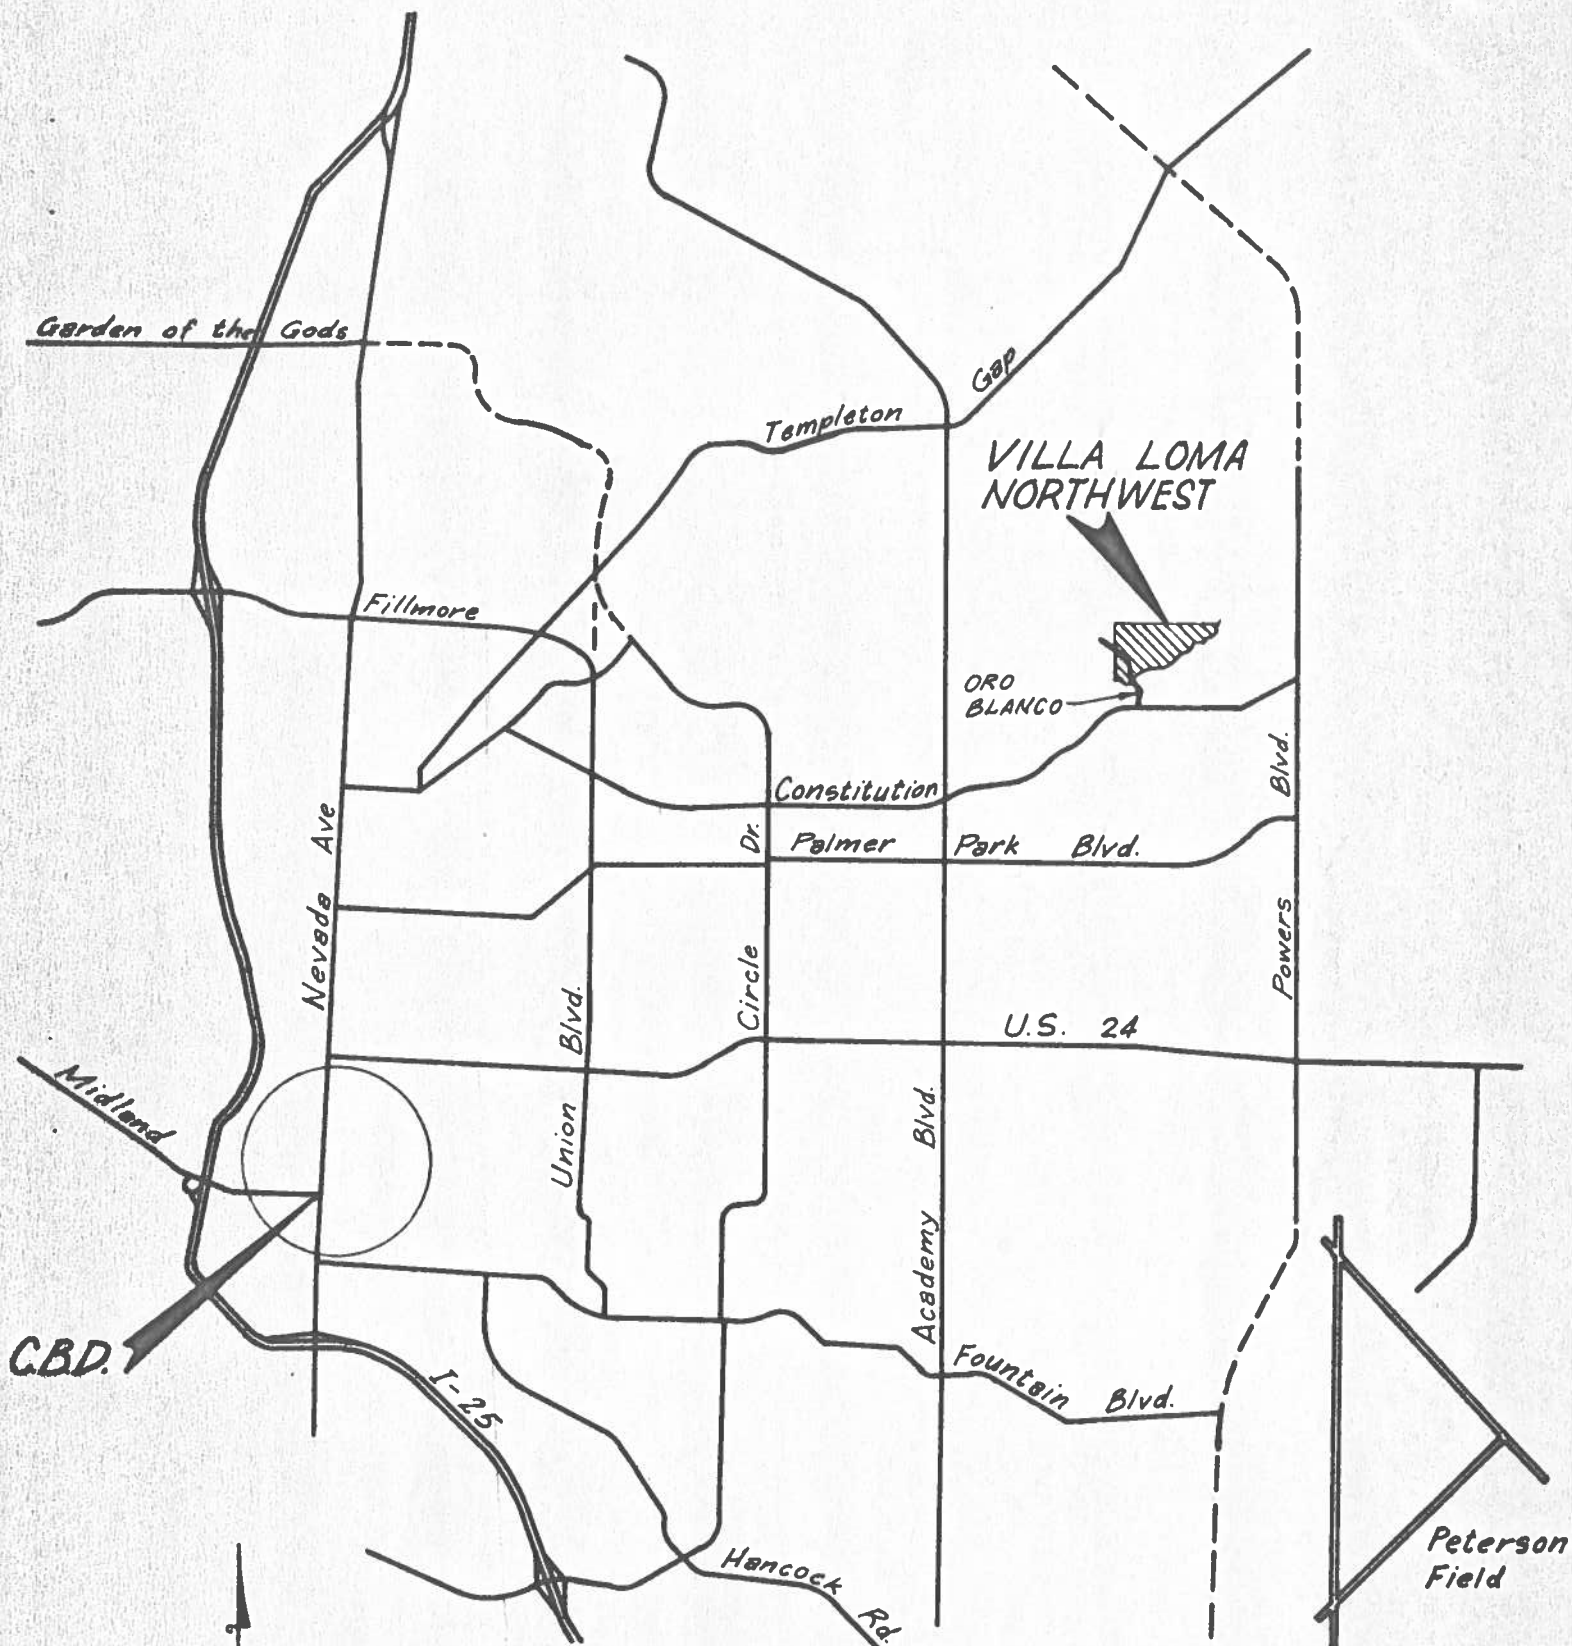 Garden of the Gods
Gap
Templeton
VILLA LOMA
NORTHWEST
Fillmore
ORO
BLANCO
Blvd.
Constitution
Nevada Ave
Circle Dr.
Palmer Park Blvd.
Powers
Union Blvd.
U.S. 24
Midland
Academy Blvd.
C.B.D.
I-25
Fountain Blvd.
Peterson
Field
Hancock Rd.